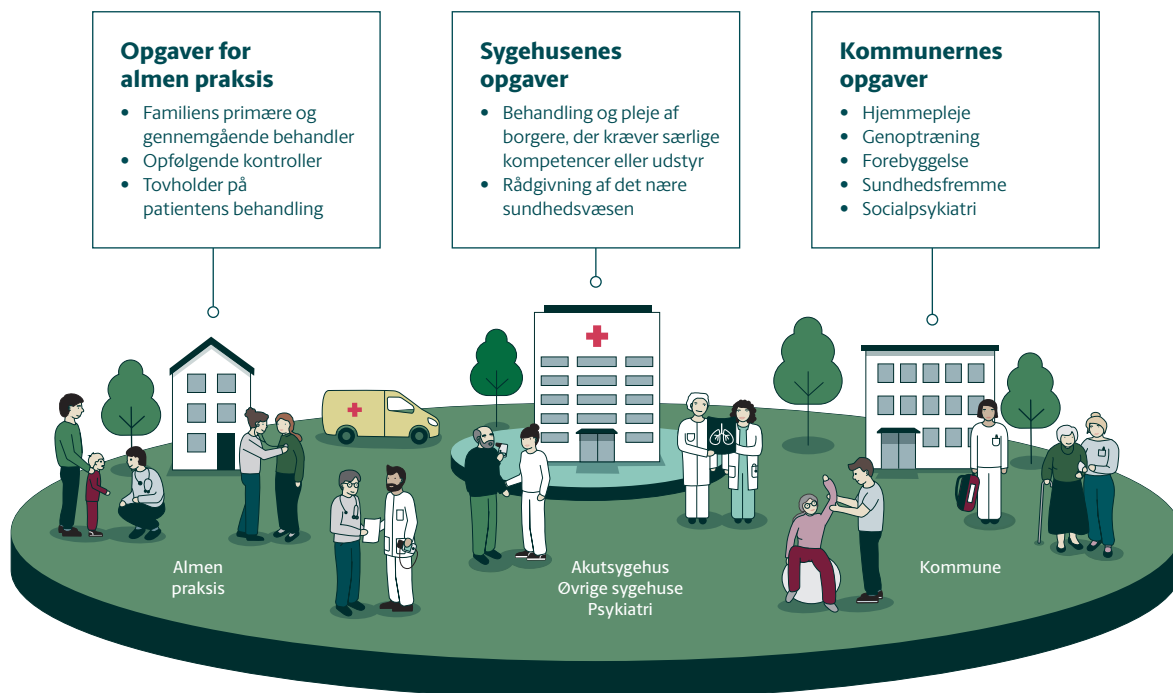 Opgaver for
almen praksis
• Familiens primære og
gennemgående behandler
• Opfølgende kontroller
• Tovholder på
patientens behandling
Sygehusenes
opgaver
• Behandling og pleje af
borgere, der kræver særlige
kompetencer eller udstyr
• Rådgivning af det nære
sundhedsvæsen
Kommunernes
opgaver
• Hjemmepleje
• Genoptræning
• Forebyggelse
• Sundhedsfremme
• Socialpsykiatri
Almen
praksis
Akutsygehus
Øvrige sygehuse
Psykiatri
Kommune